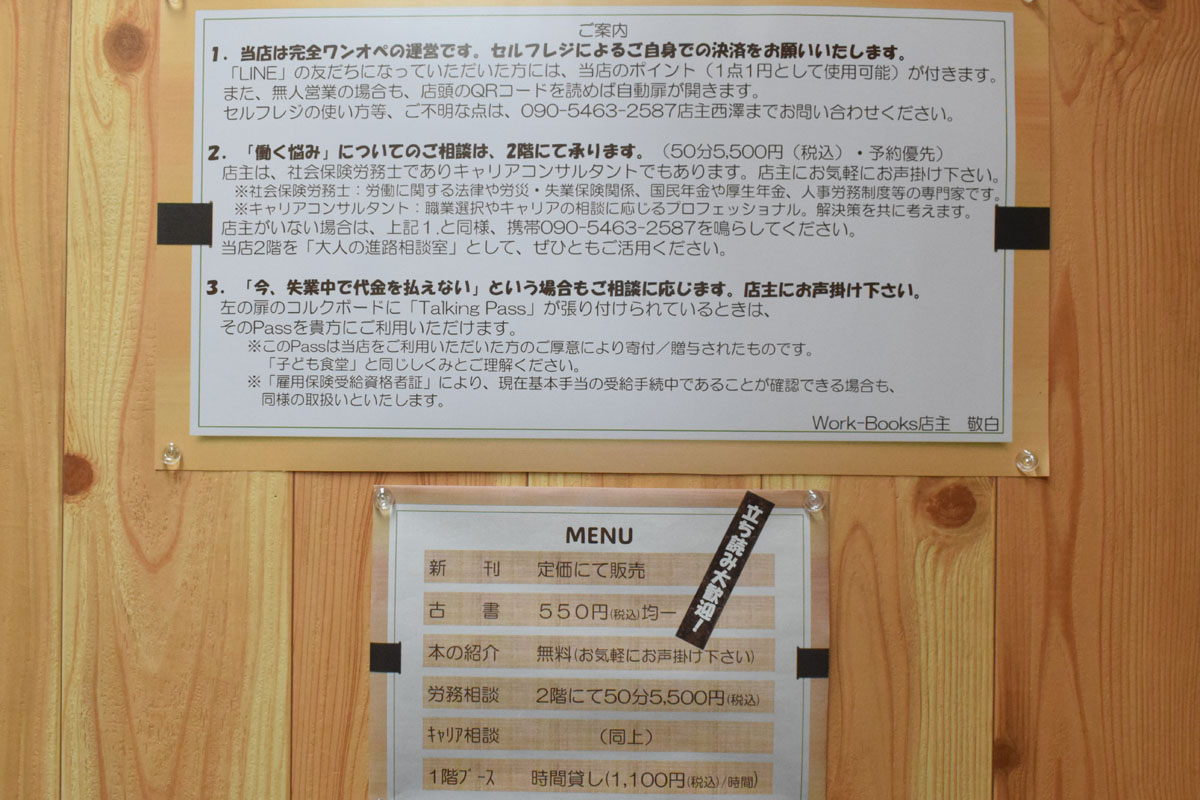 ご案内
1．当店は完全ワンオペの運営です。セルフレジによるご自身での決済をお願いいたします。
「LINE」の友だちになっていただいた方には、当店のポイント（1点1円として使用可能）が付きます。
また、無人営業の場合も、店頭のQRコードを読めば自動扉が開きます。
セルフレジの使い方等、ご不明な点は、090-5463-2587店主西澤までお問い合わせください。
2．「働く悩み」についてのご相談は、2階にて承ります。（50分5,500円（税込）・予約優先）
店主は、社会保険労務士でありキャリアコンサルタントでもあります。店主にお気軽にお声掛け下さい。
※社会保険労務士：労働に関する法律や労災・失業保険関係、国民年金や厚生年金、人事労務制度等の専門家です。
※キャリアコンサルタント：職業選択やキャリアの相談に応じるプロフェッショナル。解決策を共に考えます。
店主がいない場合は、上記1.と同様、携帯090-5463-2587を鳴らしてください。
当店2階を「大人の進路相談室」として、ぜひともご活用ください。
3．「今、失業中で代金を払えない」という場合もご相談に応じます。店主にお声掛け下さい。
左の扉のコルクボードに「Talking Pass」が張り付けられているときは、
そのPassを貴方にご利用いただけます。
※このPassは当店をご利用いただいた方のご厚意により寄付／贈与されたものです。
「子ども食堂」と同じしくみとご理解ください。
※「雇用保険受給資格者証」により、現在基本手当の受給手続中であることが確認できる場合も、
同様の取扱いといたします。
Work-Books店主　敬白
MENU
立ち読み大歓迎！
新　刊　定価にて販売
古　書　550円(税込)均一
本の紹介　無料(お気軽にお声掛け下さい)
労務相談　2階にて50分5,500円(税込)
ｷｬﾘｱ相談　（同上）
1階ﾌﾞｰｽ　時間貸し(1,100円(税込)/時間)